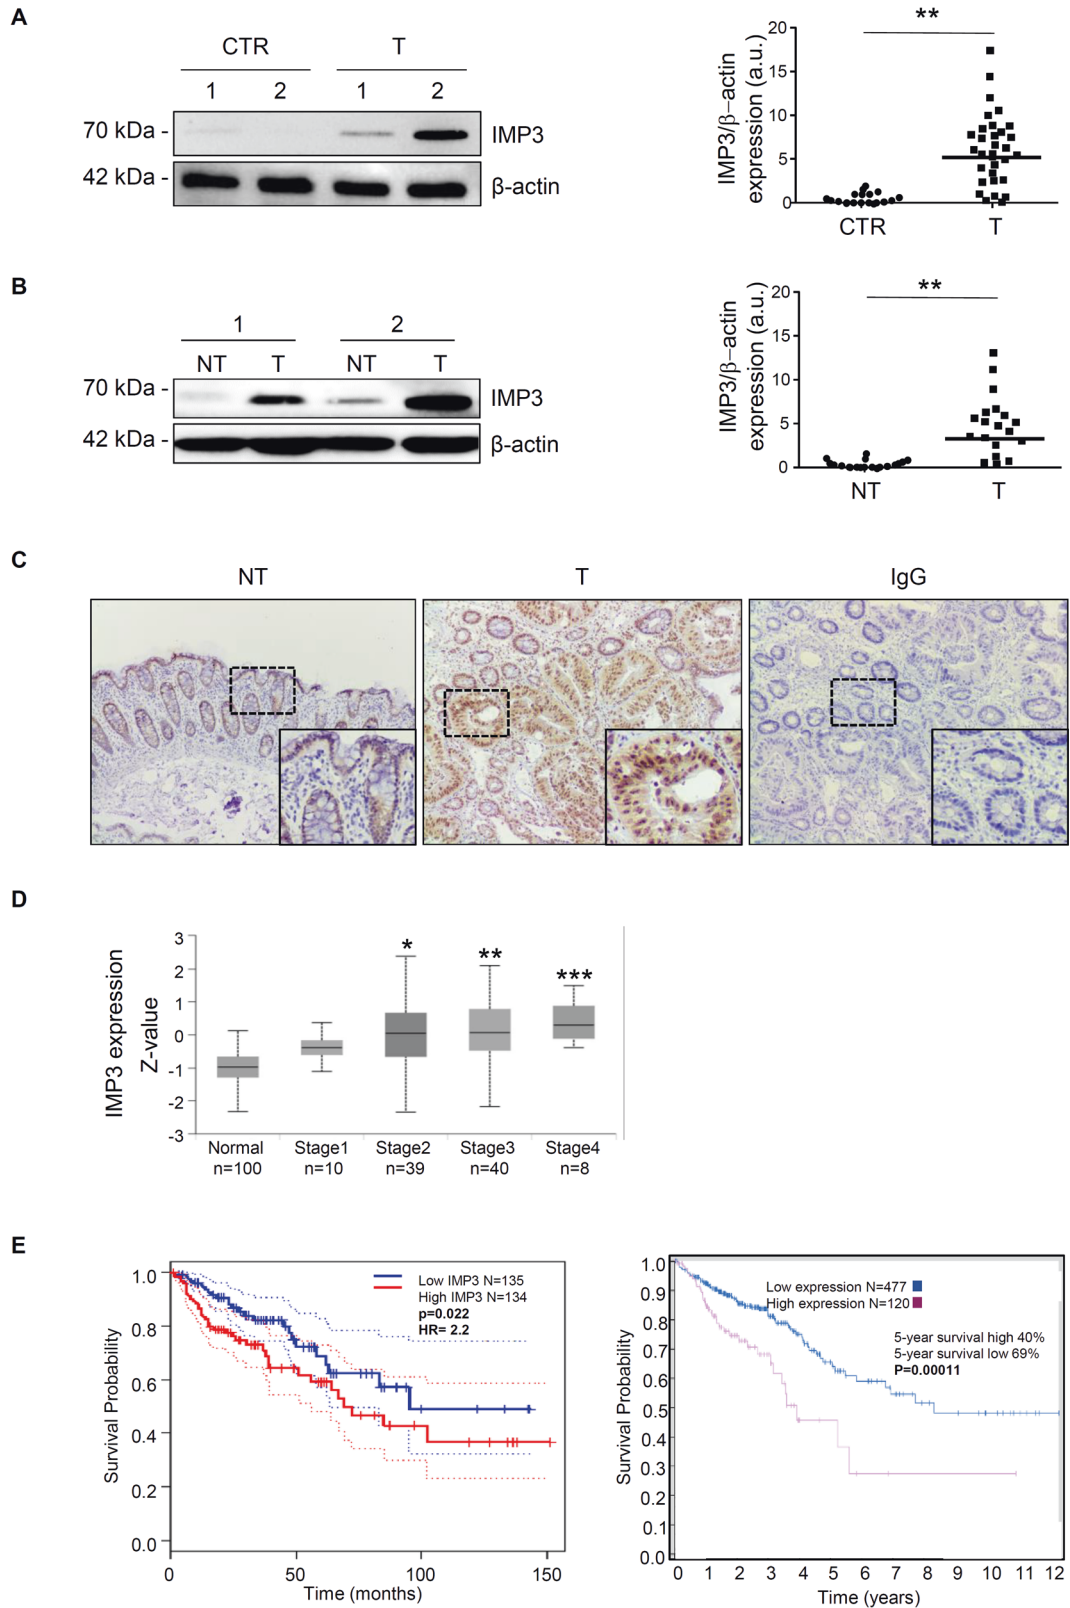 A
CTR T
1 2 1 2
70 kDa - IMP3
42 kDa - β-actin
IMP3/β−actin
expression (a.u.)
20
15
10
5
0
**
CTR T
B
1 2
NT T NT T
70 kDa - IMP3
42 kDa - β-actin
IMP3/β−actin
expression (a.u.)
20
15
10
5
0
**
NT T
C
NT T IgG
D
IMP3 expression
Z-value
3
2
1
0
-1
-2
-3
* ** ***
Normal Stage1 Stage2 Stage3 Stage4
n=100 n=10 n=39 n=40 n=8
E
Survival Probability
1.0
0.8
0.6
0.4
0.2
0.0
Low IMP3 N=135
High IMP3 N=134
p=0.022
HR= 2.2
0 50 100 150
Time (months)
Survival Probability
1.0
0.9
0.8
0.7
0.6
0.5
0.4
0.3
0.2
0.1
0.0
Low expression N=477
High expression N=120
5-year survival high 40%
5-year survival low 69%
P=0.00011
0 1 2 3 4 5 6 7 8 9 10 11 12
Time (years)